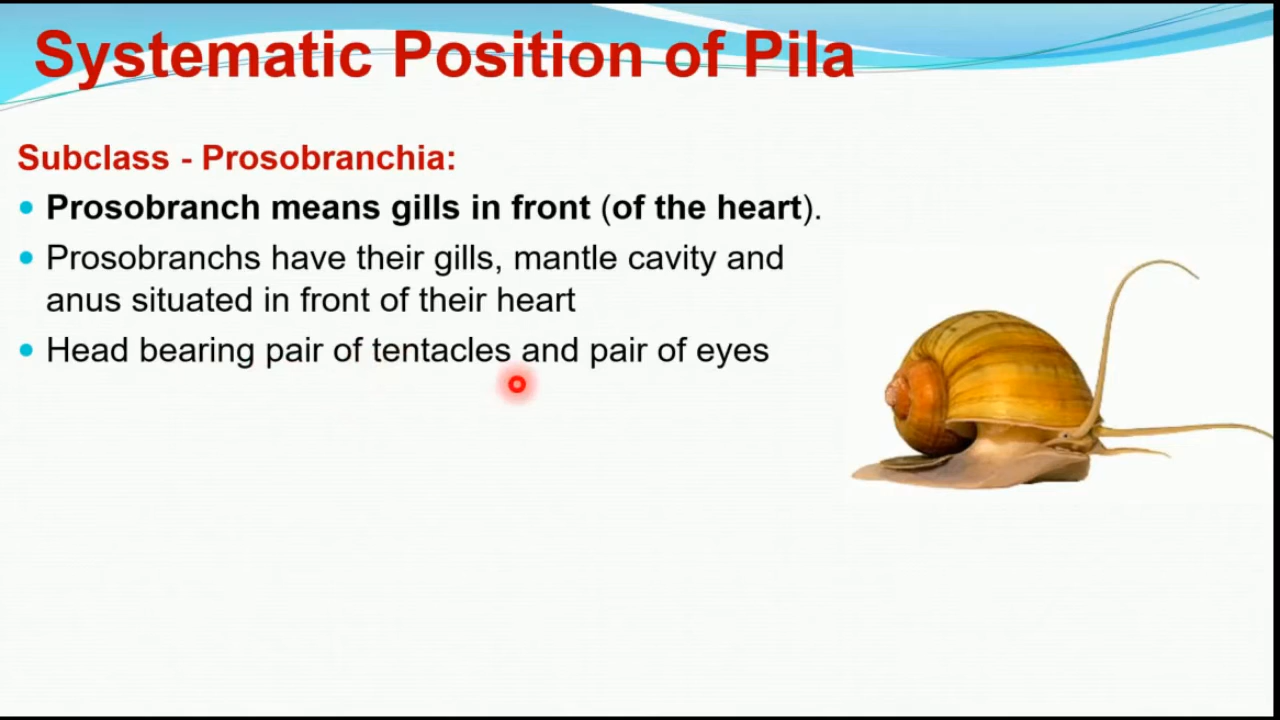 Systematic Position of Pila
Subclass - Prosobranchia:
Prosobranch means gills in front (of the heart).
Prosobranchs have their gills, mantle cavity and
anus situated in front of their heart
Head bearing pair of tentacles and pair of eyes